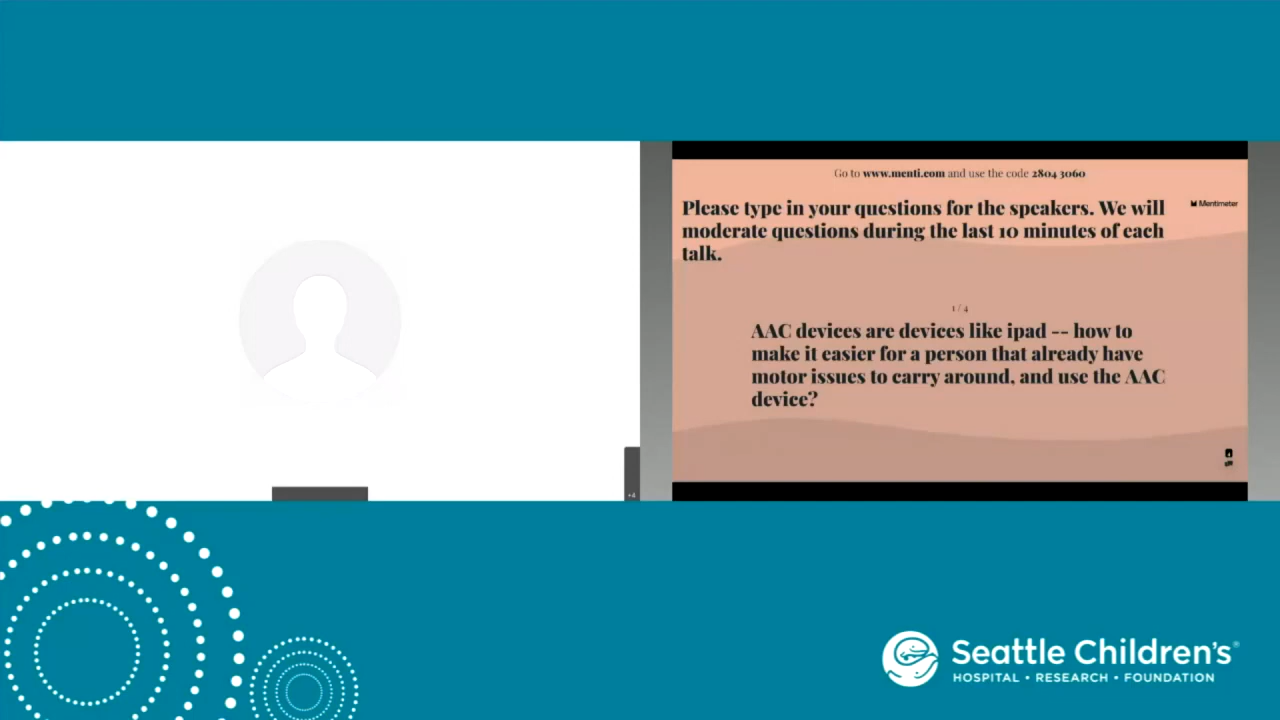 Go to www.menti.com and use the code 2804 3060
Please type in your questions for the speakers. We will
moderate questions during the last 10 minutes of each
talk.
Mentimeter
1 / 4
AAC devices are devices like ipad -- how to
make it easier for a person that already have
motor issues to carry around, and use the AAC
device?
+4
Seattle Children's®
HOSPITAL • RESEARCH • FOUNDATION